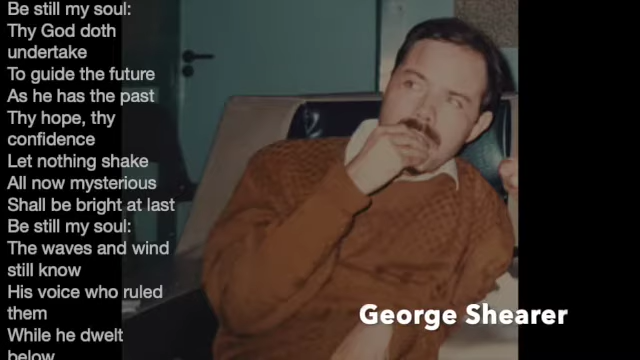 Be still my soul:
Thy God doth
undertake
To guide the future
As he has the past
Thy hope, thy
confidence
Let nothing shake
All now mysterious
Shall be bright at last
Be still my soul:
The waves and wind
still know
His voice who ruled
them
While he dwelt
below
George Shearer